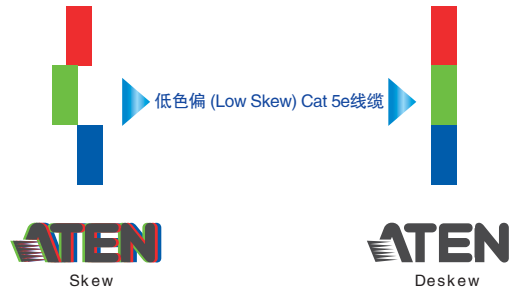 低色偏 (Low Skew) Cat 5e线缆
ATEN
ATEN
Skew
Deskew